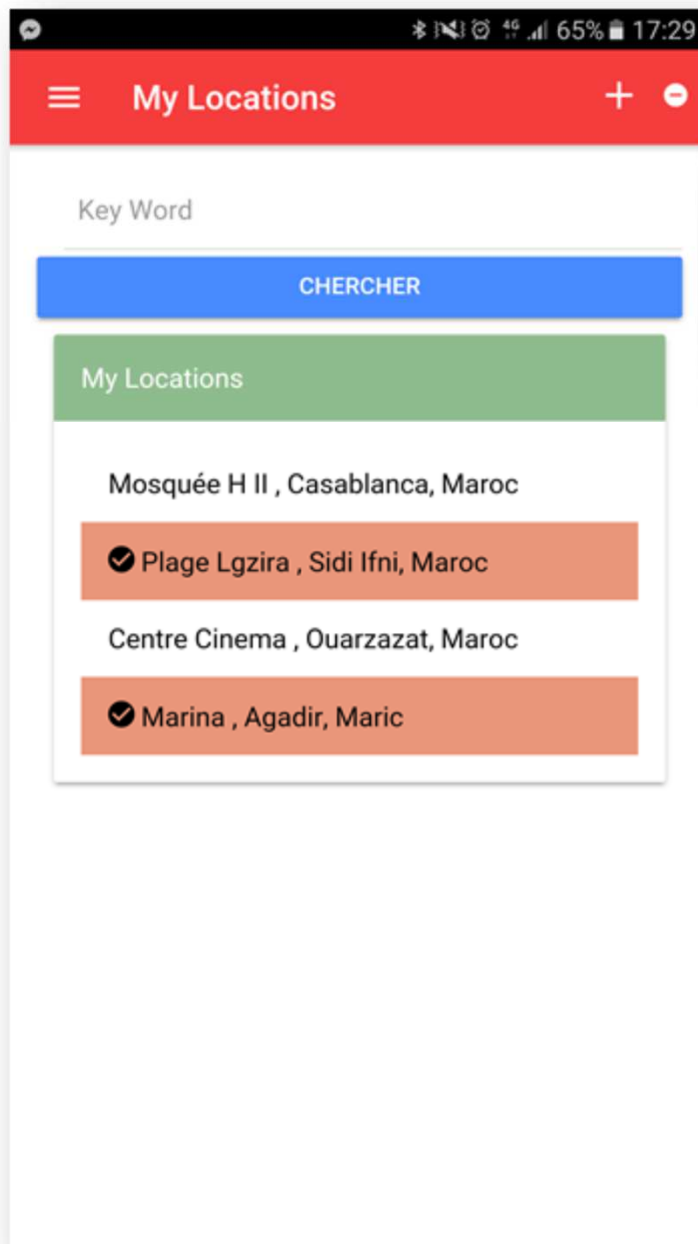 4G 65% 17:29
My Locations
Key Word
CHERCHER
My Locations
Mosquée H II , Casablanca, Maroc
Plage Lgzira , Sidi Ifni, Maroc
Centre Cinema , Ouarzazat, Maroc
Marina , Agadir, Maric